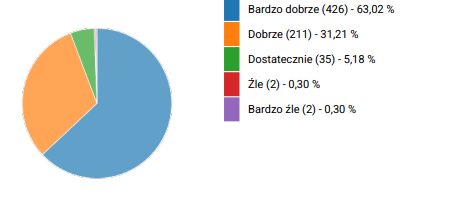 Bardzo dobrze (426) - 63,02 %
Dobrze (211) - 31,21 %
Dostatecznie (35) - 5,18 %
Źle (2) - 0,30 %
Bardzo źle (2) - 0,30 %